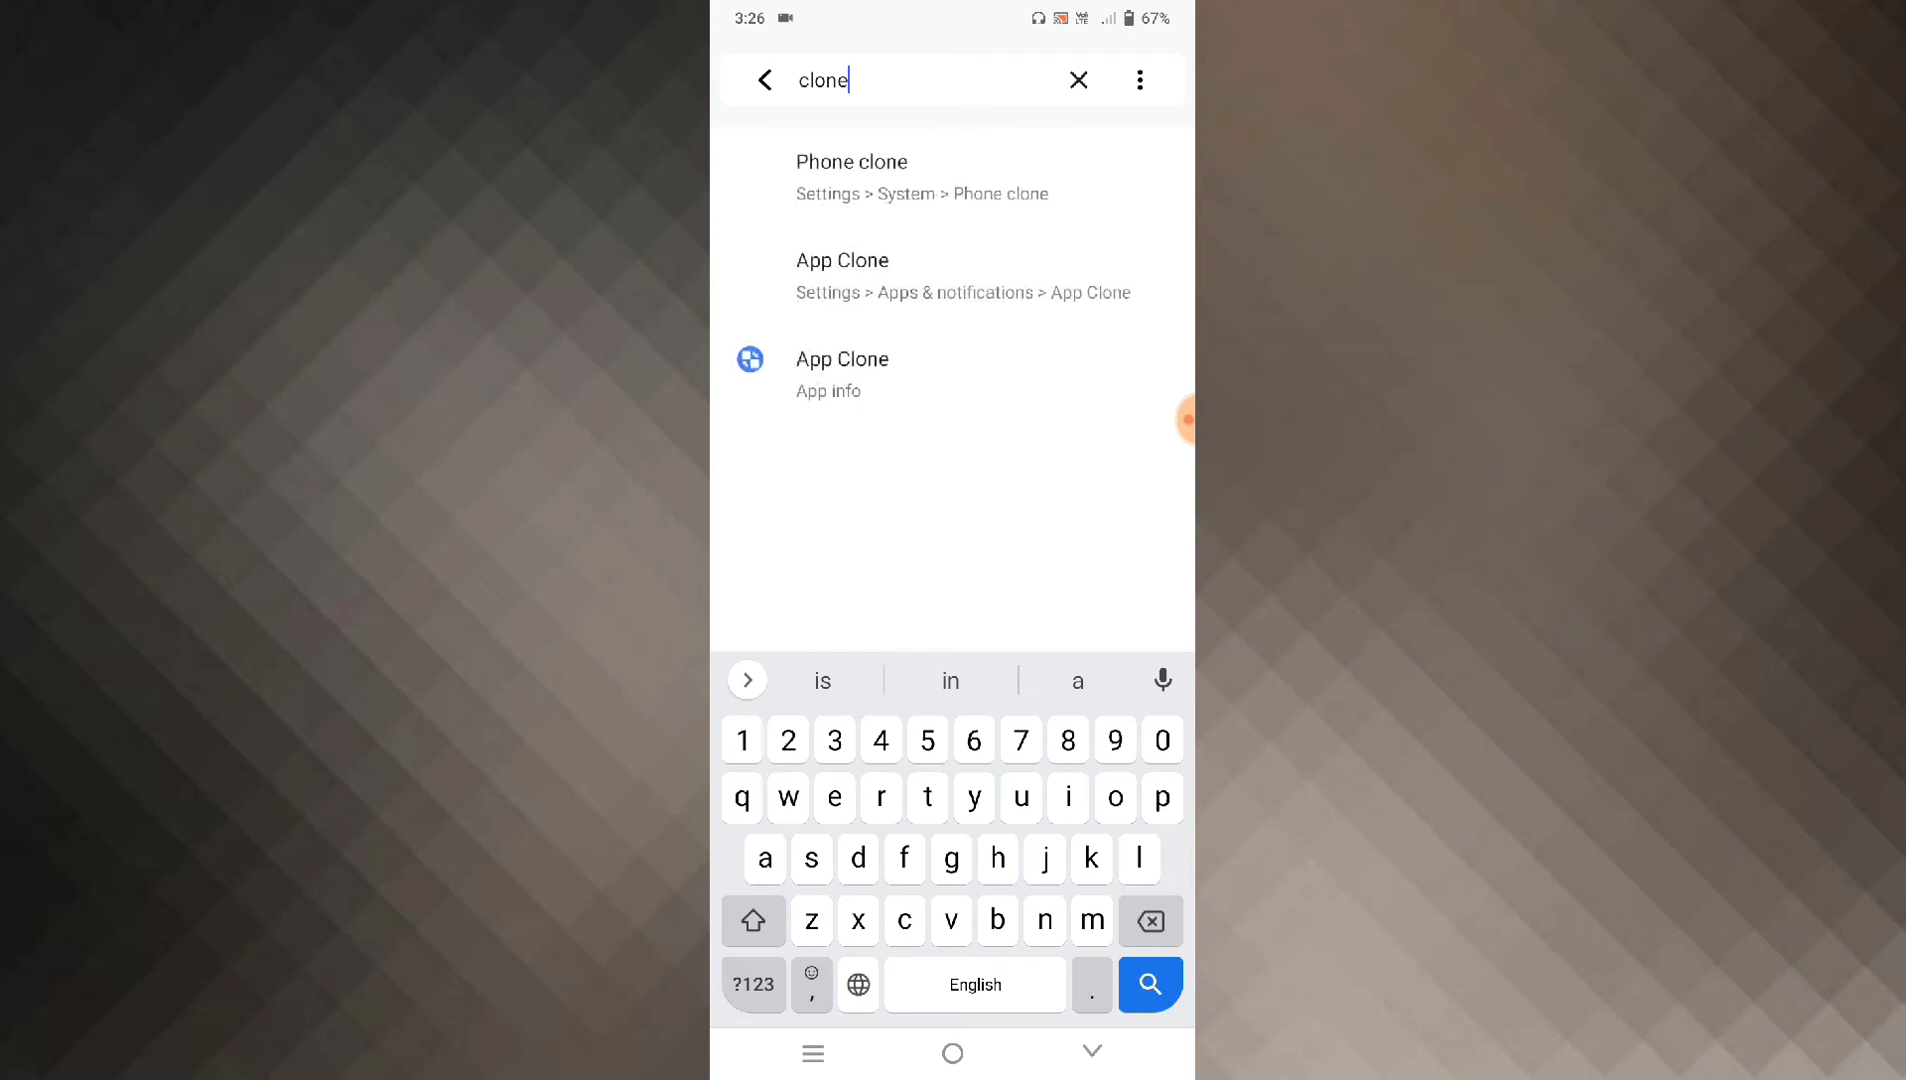 3:26 67%
clone
Phone clone
Settings > System > Phone clone
App Clone
Settings > Apps & notifications > App Clone
App Clone
App info
is in a
1 2 3 4 5 6 7 8 9 0
q w e r t y u i o p
a s d f g h j k l
z x c v b n m
?123 , English .